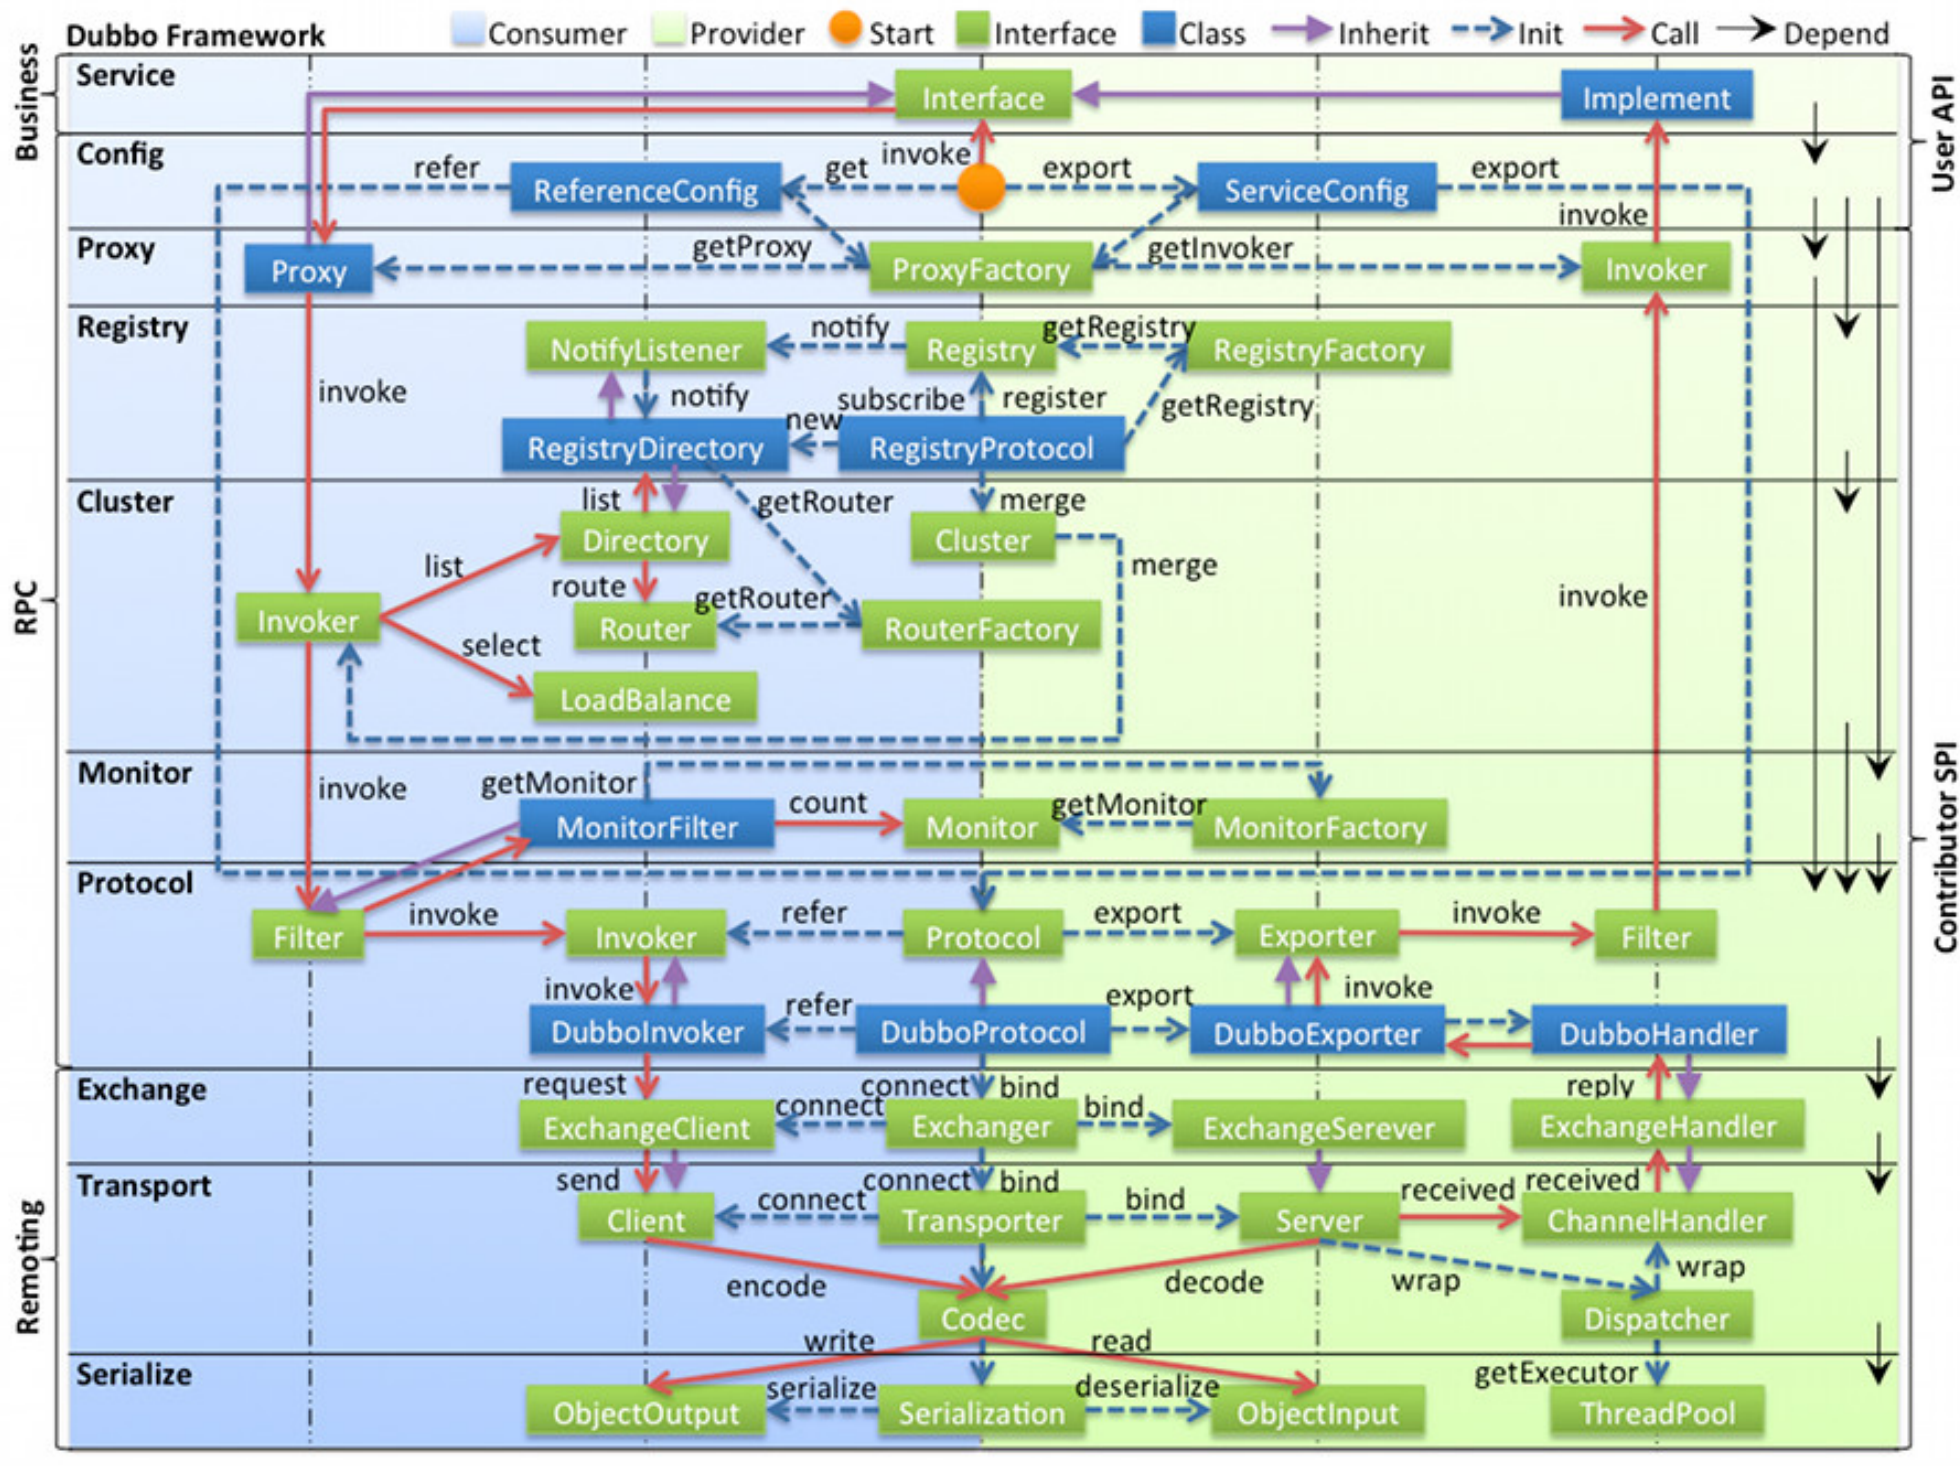 Dubbo Framework
Consumer
Provider
Start
Interface
Class
Inherit
Init
Call
Depend
Business
RPC
Remoting
User API
Contributor SPI
Service
Interface
Implement
Config
refer
ReferenceConfig
get
invoke
export
ServiceConfig
export
invoke
Proxy
Proxy
getProxy
ProxyFactory
getInvoker
Invoker
Registry
NotifyListener
notify
Registry
getRegistry
RegistryFactory
invoke
notify
subscribe
register
getRegistry
new
RegistryDirectory
RegistryProtocol
Cluster
list
getRouter
merge
Directory
Cluster
list
merge
route
getRouter
invoke
Invoker
Router
RouterFactory
select
LoadBalance
Monitor
invoke
getMonitor
count
getMonitor
MonitorFilter
Monitor
MonitorFactory
Protocol
invoke
refer
export
invoke
Filter
Invoker
Protocol
Exporter
Filter
invoke
refer
export
invoke
DubboInvoker
DubboProtocol
DubboExporter
DubboHandler
Exchange
request
connect
bind
reply
connect
bind
ExchangeClient
Exchanger
ExchangeSerever
ExchangeHandler
Transport
send
connect
bind
received
received
connect
bind
Client
Transporter
Server
ChannelHandler
encode
decode
wrap
wrap
Codec
Dispatcher
write
read
Serialize
getExecutor
serialize
deserialize
ObjectOutput
Serialization
ObjectInput
ThreadPool